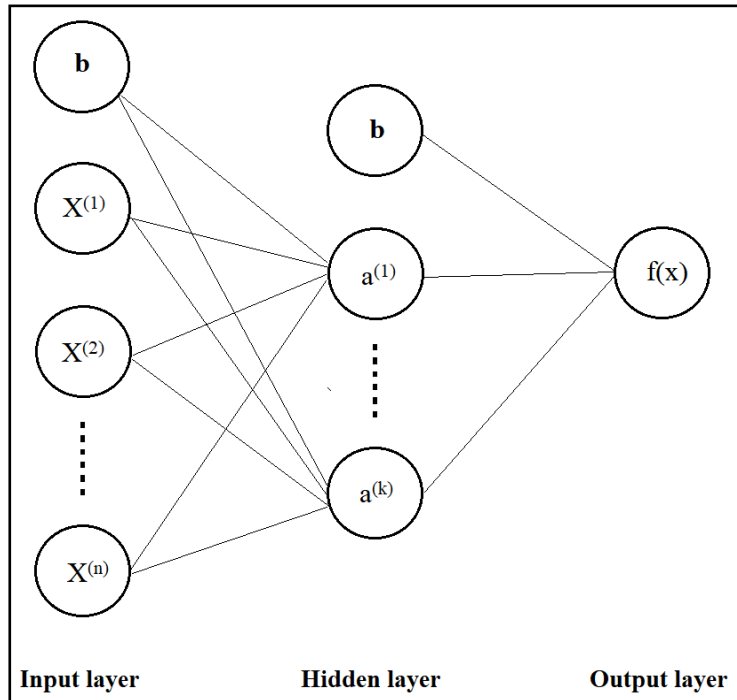 b
X(1)
X(2)
X(n)
b
a(1)
a(k)
f(x)
Input layer
Hidden layer
Output layer